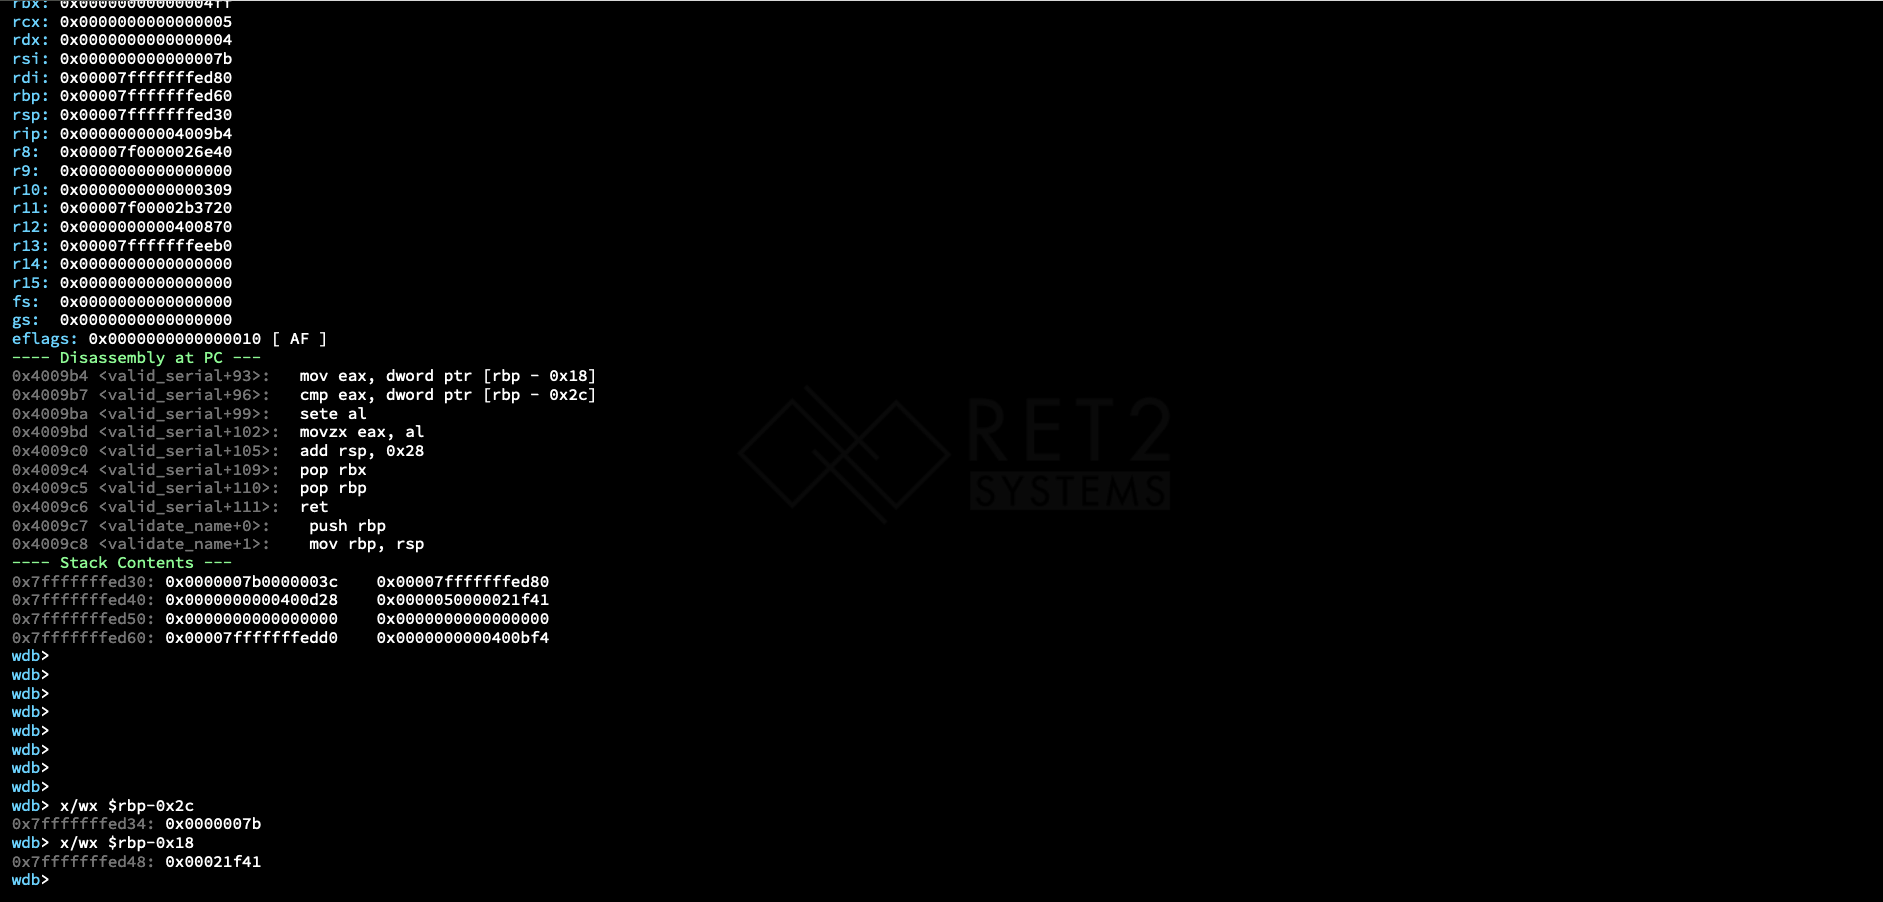 rbx: 0x00000000000004ff
rcx: 0x0000000000000005
rdx: 0x0000000000000004
rsi: 0x000000000000007b
rdi: 0x00007fffffffed80
rbp: 0x00007fffffffed60
rsp: 0x00007fffffffed30
rip: 0x00000000004009b4
r8:  0x00007f0000026e40
r9:  0x0000000000000000
r10: 0x0000000000000309
r11: 0x00007f00002b3720
r12: 0x0000000000400870
r13: 0x00007fffffffeeb0
r14: 0x0000000000000000
r15: 0x0000000000000000
fs:  0x0000000000000000
gs:  0x0000000000000000
eflags: 0x0000000000000010 [ AF ]
---- Disassembly at PC ---
0x4009b4 <valid_serial+93>:   mov eax, dword ptr [rbp - 0x18]
0x4009b7 <valid_serial+96>:   cmp eax, dword ptr [rbp - 0x2c]
0x4009ba <valid_serial+99>:   sete al
0x4009bd <valid_serial+102>:  movzx eax, al
0x4009c0 <valid_serial+105>:  add rsp, 0x28
0x4009c4 <valid_serial+109>:  pop rbx
0x4009c5 <valid_serial+110>:  pop rbp
0x4009c6 <valid_serial+111>:  ret
0x4009c7 <validate_name+0>:    push rbp
0x4009c8 <validate_name+1>:    mov rbp, rsp
---- Stack Contents ---
0x7fffffffed30: 0x0000007b0000003c    0x00007fffffffed80
0x7fffffffed40: 0x0000000000400d28    0x0000050000021f41
0x7fffffffed50: 0x0000000000000000    0x0000000000000000
0x7fffffffed60: 0x00007fffffffedd0    0x0000000000400bf4
wdb>
wdb>
wdb>
wdb>
wdb>
wdb>
wdb>
wdb>
wdb> x/wx $rbp-0x2c
0x7fffffffed34: 0x0000007b
wdb> x/wx $rbp-0x18
0x7fffffffed48: 0x00021f41
wdb>
RET2
SYSTEMS